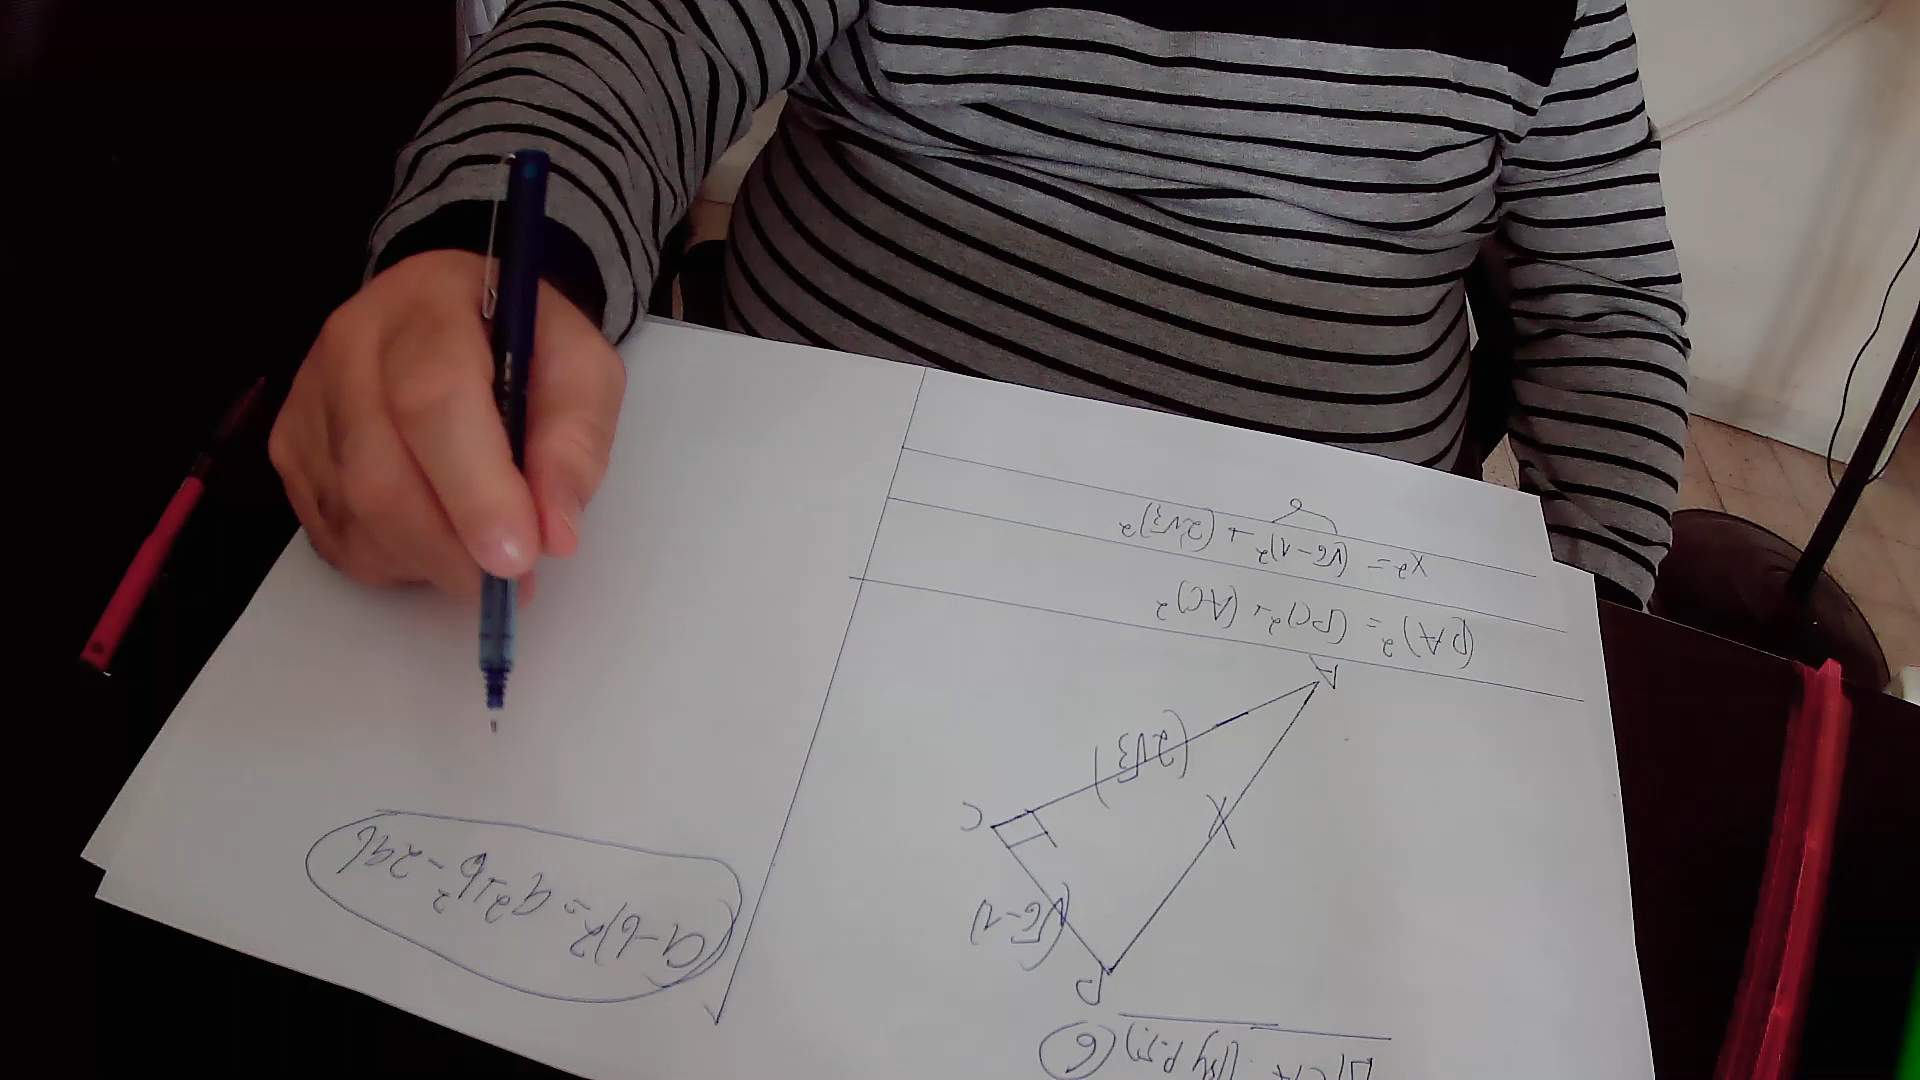 6
P
(√6-1)
C
X
(2√3)
A
(PA)² = (PC)² + (AC)²
x² = (√6-1)² + (2√3)²
(a-b)² = a² + b² - 2ab